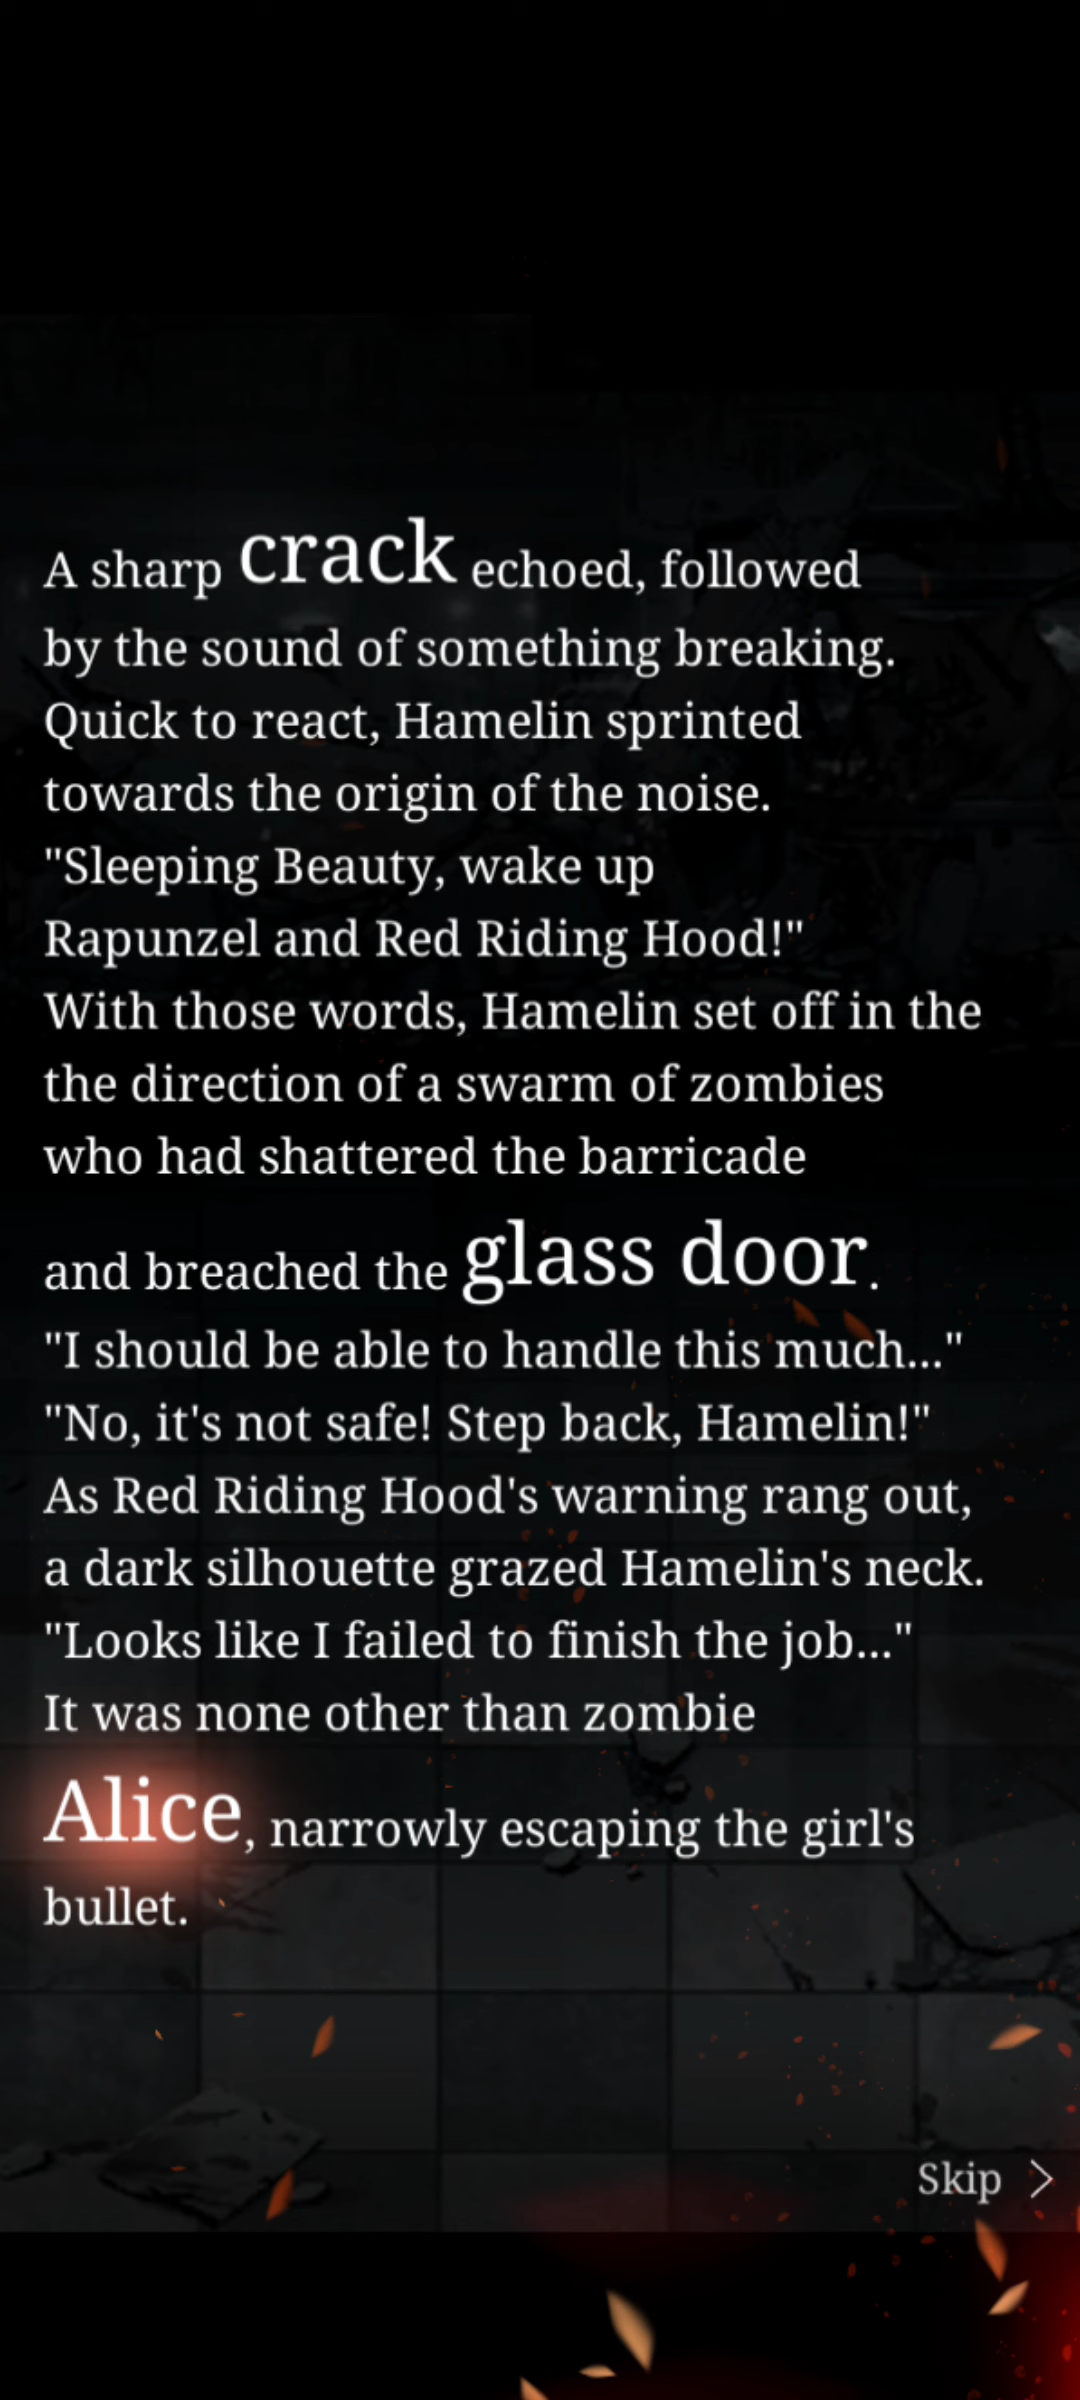 A sharp crack echoed, followed
by the sound of something breaking.
Quick to react, Hamelin sprinted
towards the origin of the noise.
"Sleeping Beauty, wake up
Rapunzel and Red Riding Hood!"
With those words, Hamelin set off in the
the direction of a swarm of zombies
who had shattered the barricade
and breached the glass door.
"I should be able to handle this much..."
"No, it's not safe! Step back, Hamelin!"
As Red Riding Hood's warning rang out,
a dark silhouette grazed Hamelin's neck.
"Looks like I failed to finish the job..."
It was none other than zombie
Alice, narrowly escaping the girl's
bullet.
Skip >